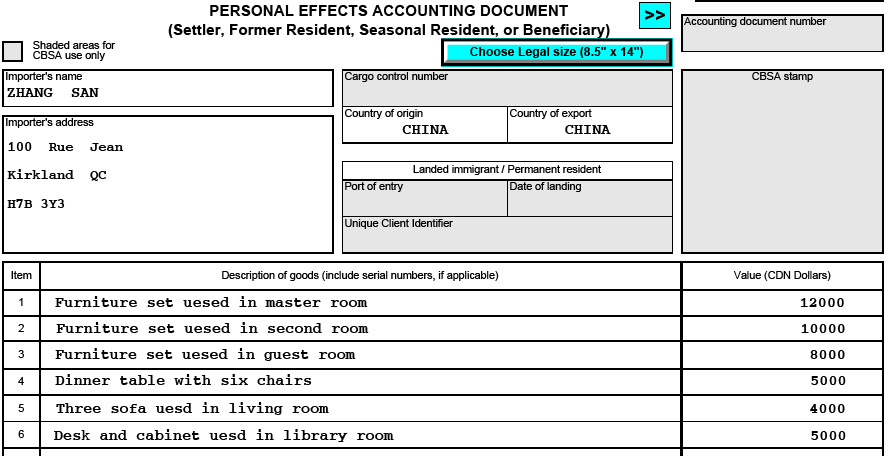 PERSONAL EFFECTS ACCOUNTING DOCUMENT
(Settler, Former Resident, Seasonal Resident, or Beneficiary)
>>
Accounting document number
Shaded areas for
CBSA use only
Choose Legal size (8.5" x 14")
Importer's name
ZHANG SAN
Cargo control number
CBSA stamp
Importer's address
100 Rue Jean
Kirkland QC
H7B 3Y3
Country of origin
CHINA
Country of export
CHINA
Landed immigrant / Permanent resident
Port of entry
Date of landing
Unique Client Identifier
Item Description of goods (include serial numbers, if applicable) Value (CDN Dollars)
1 Furniture set uesed in master room 12000
2 Furniture set uesed in second room 10000
3 Furniture set uesed in guest room 8000
4 Dinner table with six chairs 5000
5 Three sofa uesd in living room 4000
6 Desk and cabinet uesd in library room 5000